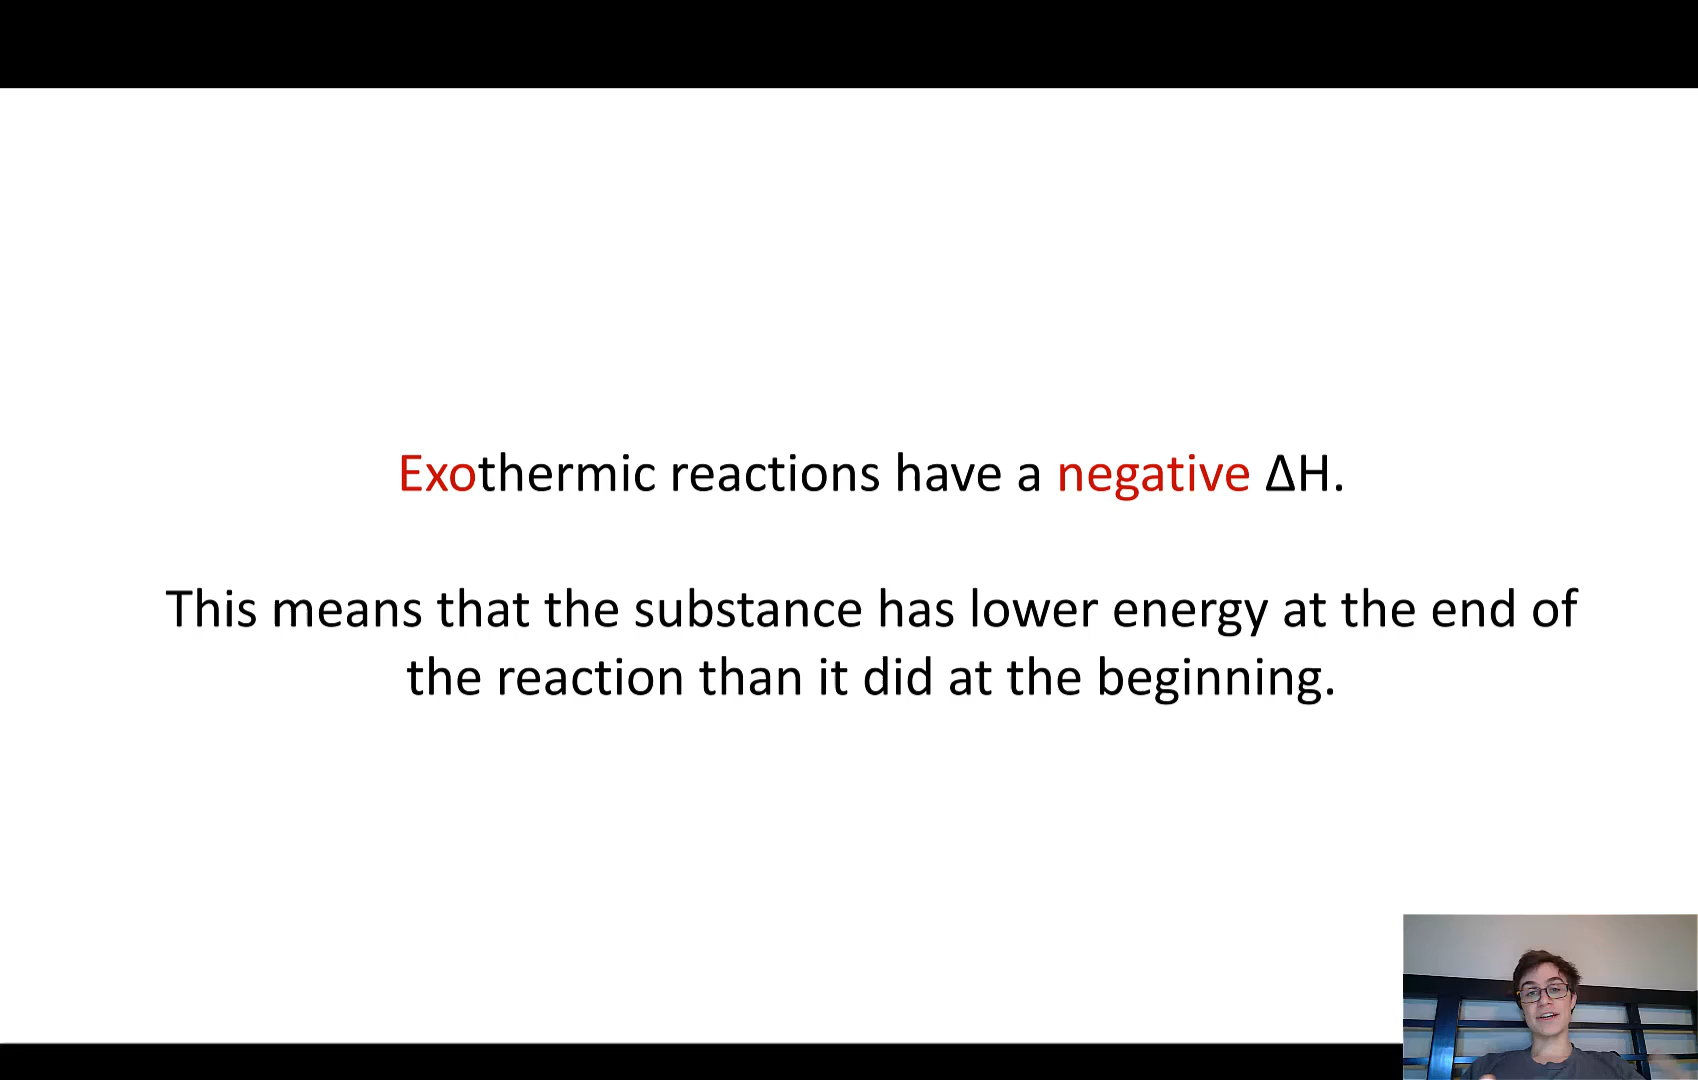 Exothermic reactions have a negative ΔH.
This means that the substance has lower energy at the end of
the reaction than it did at the beginning.